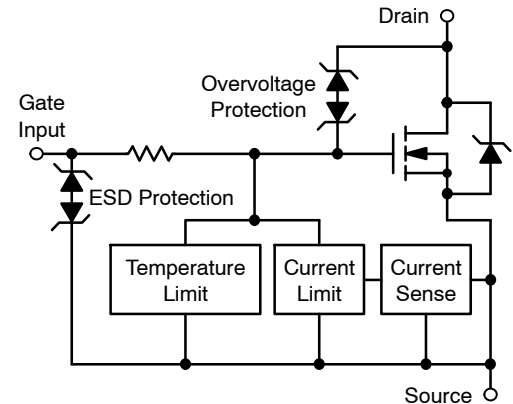 Drain
Overvoltage
Protection
Gate
Input
ESD Protection
Temperature
Limit
Current
Limit
Current
Sense
Source